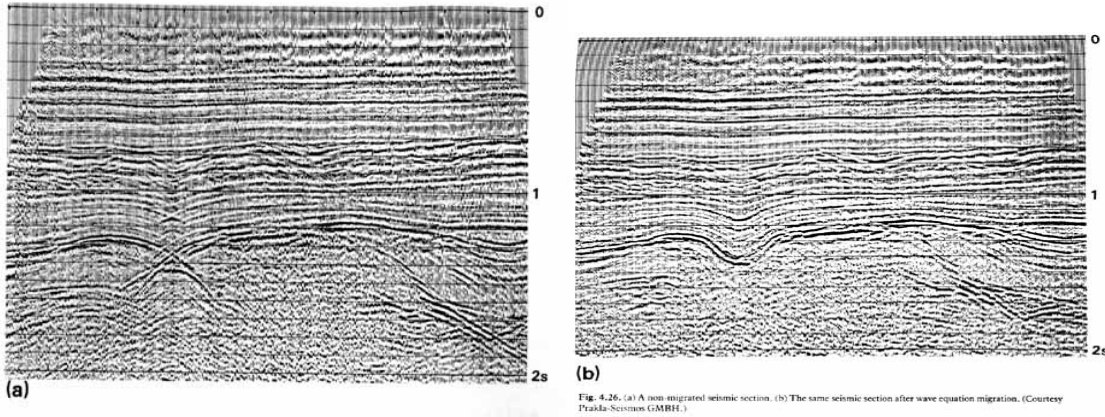 0
1
2s
(a)
0
1
2s
(b)
Fig. 4.26. (a) A non-migrated seismic section. (b) The same seismic section after wave equation migration. (Courtesy
Prakla-Seismos GMBH.)